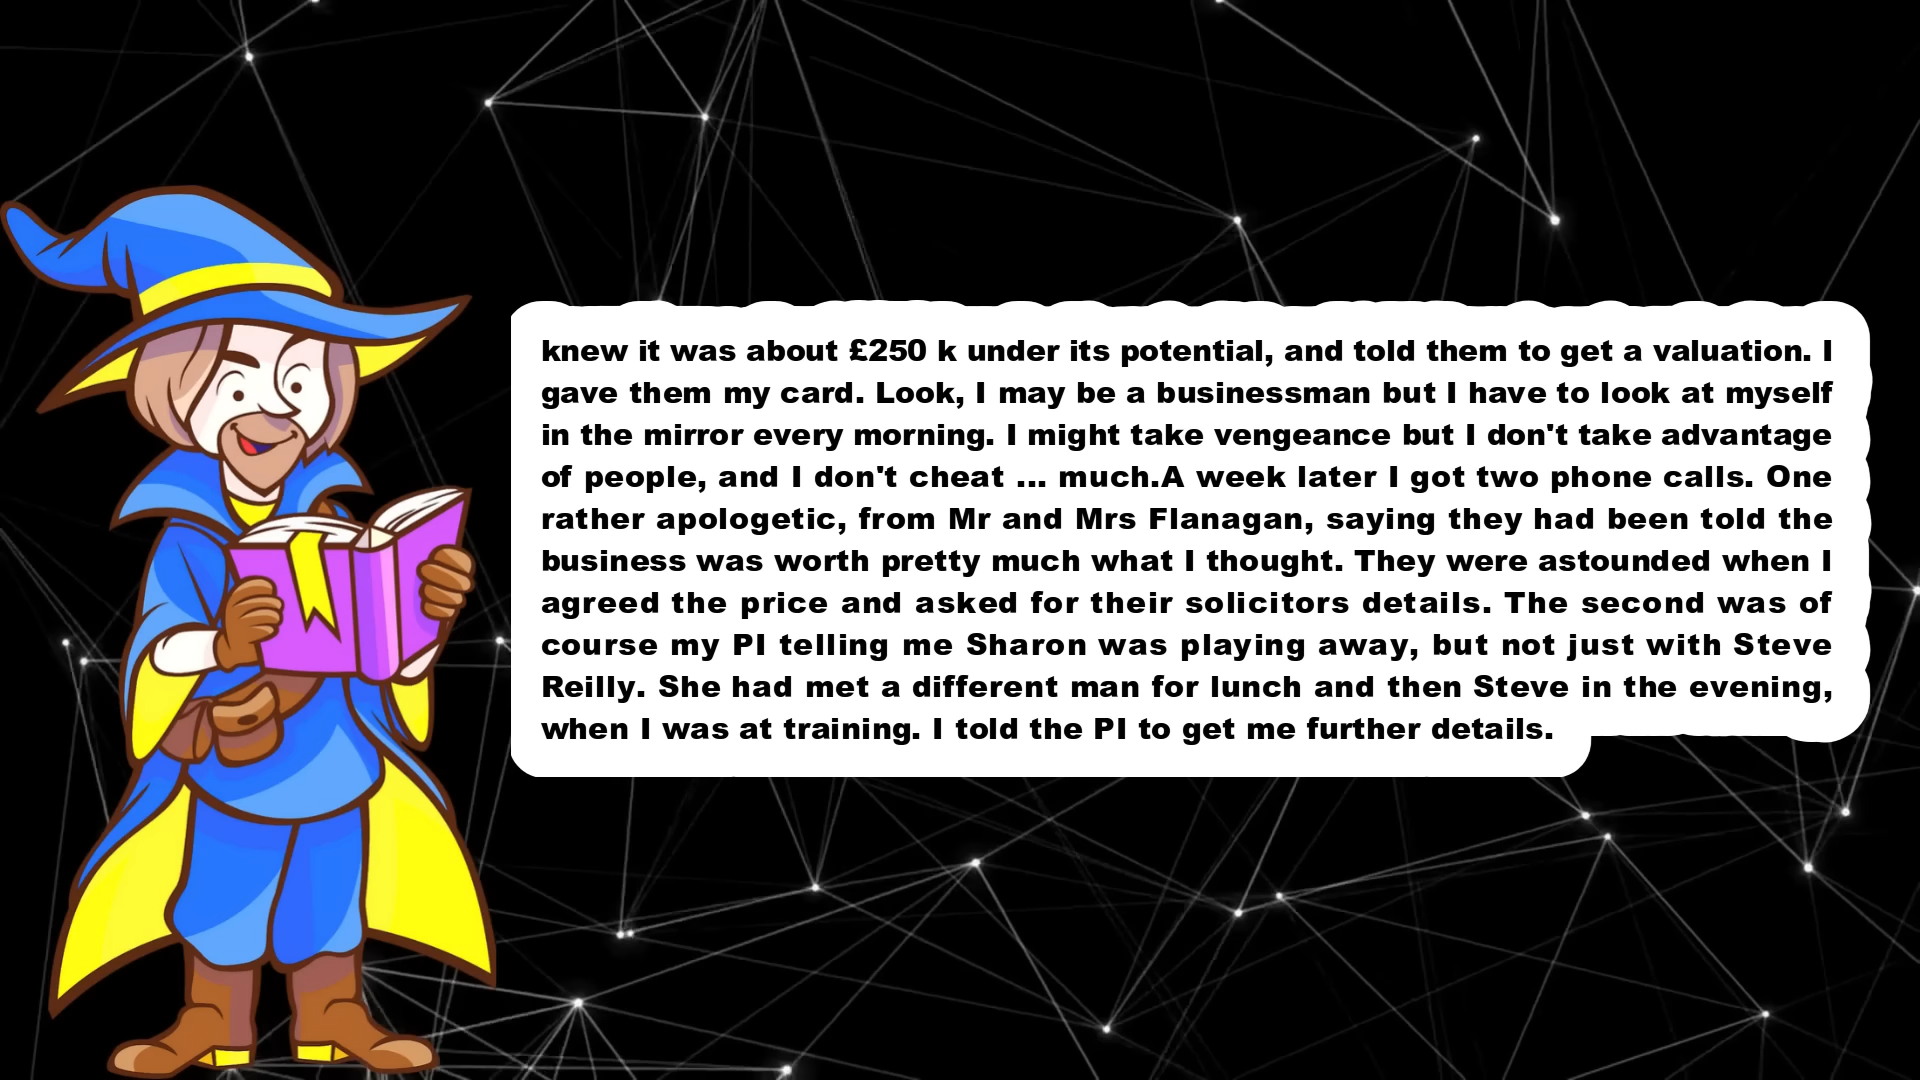 knew it was about £250 k under its potential, and told them to get a valuation. I
gave them my card. Look, I may be a businessman but I have to look at myself
in the mirror every morning. I might take vengeance but I don't take advantage
of people, and I don't cheat ... much.A week later I got two phone calls. One
rather apologetic, from Mr and Mrs Flanagan, saying they had been told the
business was worth pretty much what I thought. They were astounded when I
agreed the price and asked for their solicitors details. The second was of
course my PI telling me Sharon was playing away, but not just with Steve
Reilly. She had met a different man for lunch and then Steve in the evening,
when I was at training. I told the PI to get me further details.